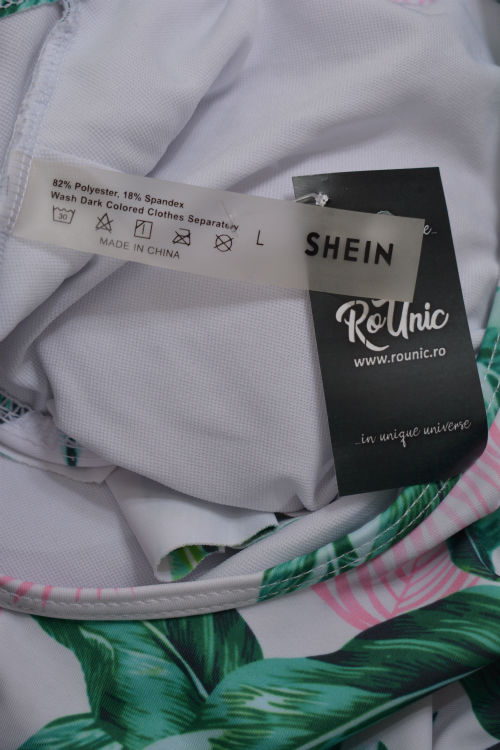 82% Polyester, 18% Spandex
Wash Dark Colored Clothes Separately
30
MADE IN CHINA
L
SHEIN
RoUnic
www.rounic.ro
...in unique universe